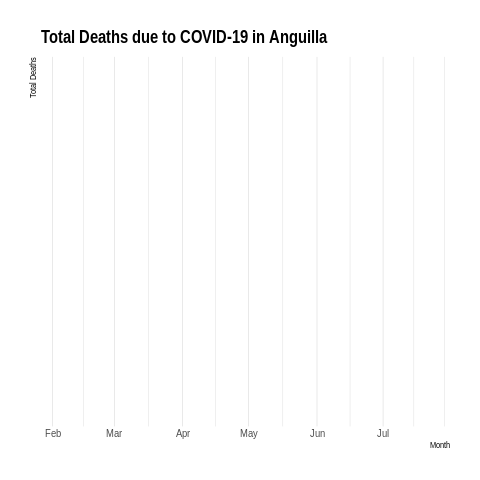 Total Deaths due to COVID-19 in Anguilla
Total Deaths
Feb Mar Apr May Jun Jul
Month